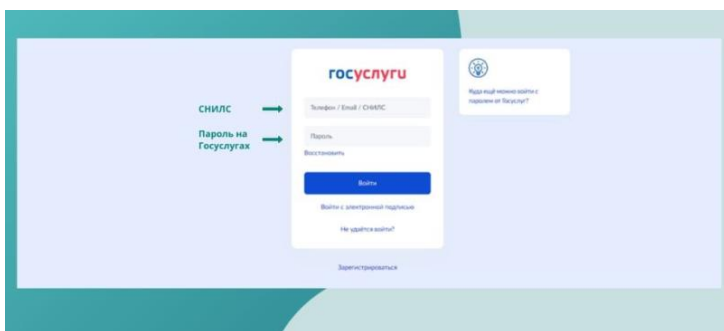 госуслуги
СНИЛС
Телефон / Email / СНИЛС
Пароль на
Госуслугах
Пароль
Восстановить
Войти
Войти с электронной подписью
Не удаётся войти?
Зарегистрироваться
Куда ещё можно войти с
паролем от Госуслуг?